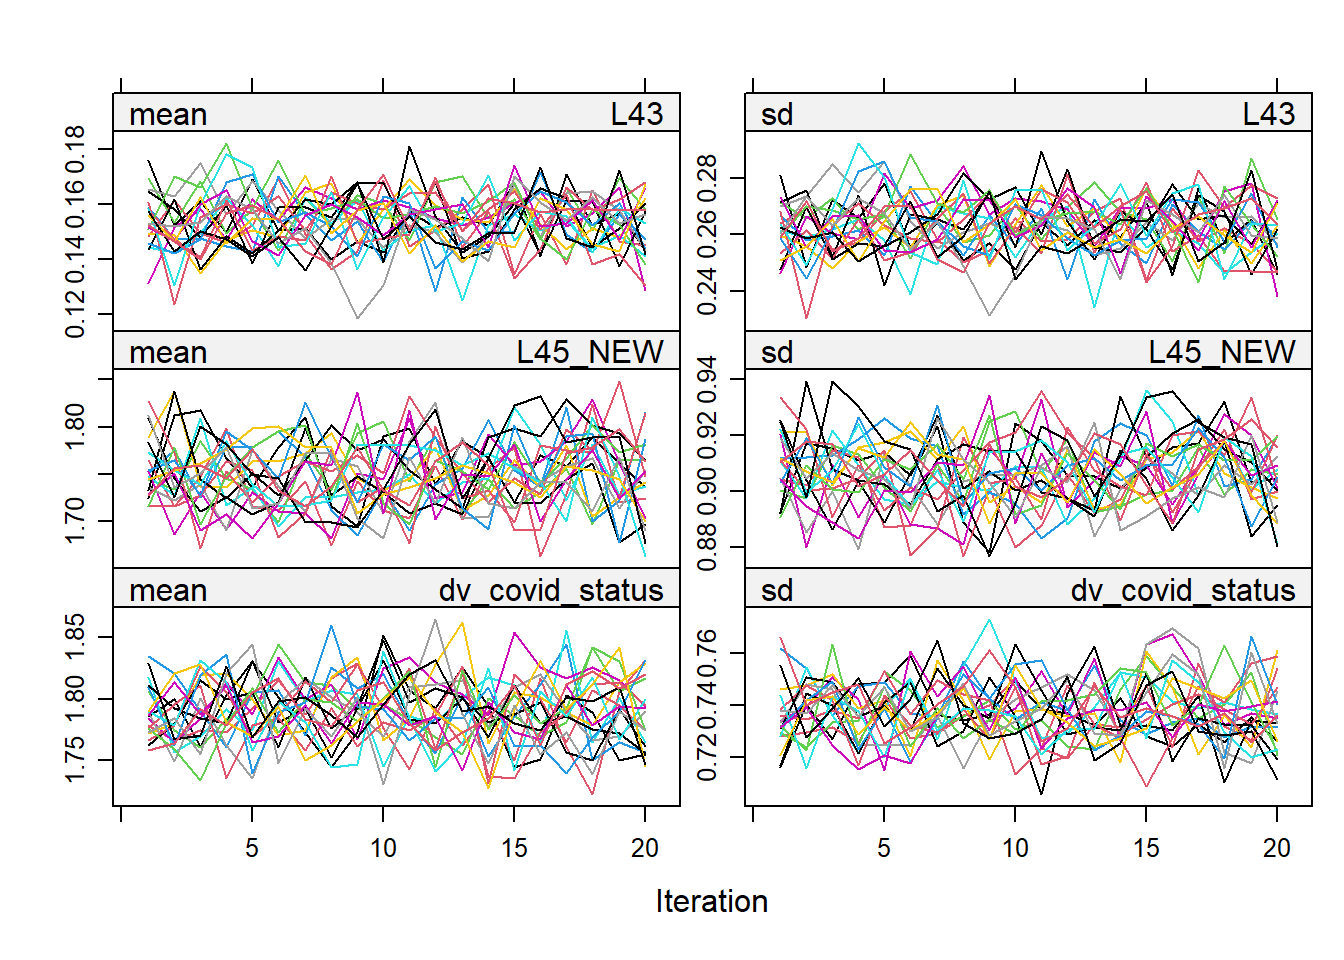 mean L43 sd L43
0.18 0.16 0.14 0.12
0.28 0.26 0.24
mean L45_NEW sd L45_NEW
1.80 1.70
0.94 0.92 0.90 0.88
mean dv_covid_status sd dv_covid_status
1.85 1.80 1.75
0.76 0.74 0.72
5 10 15 20 5 10 15 20
Iteration